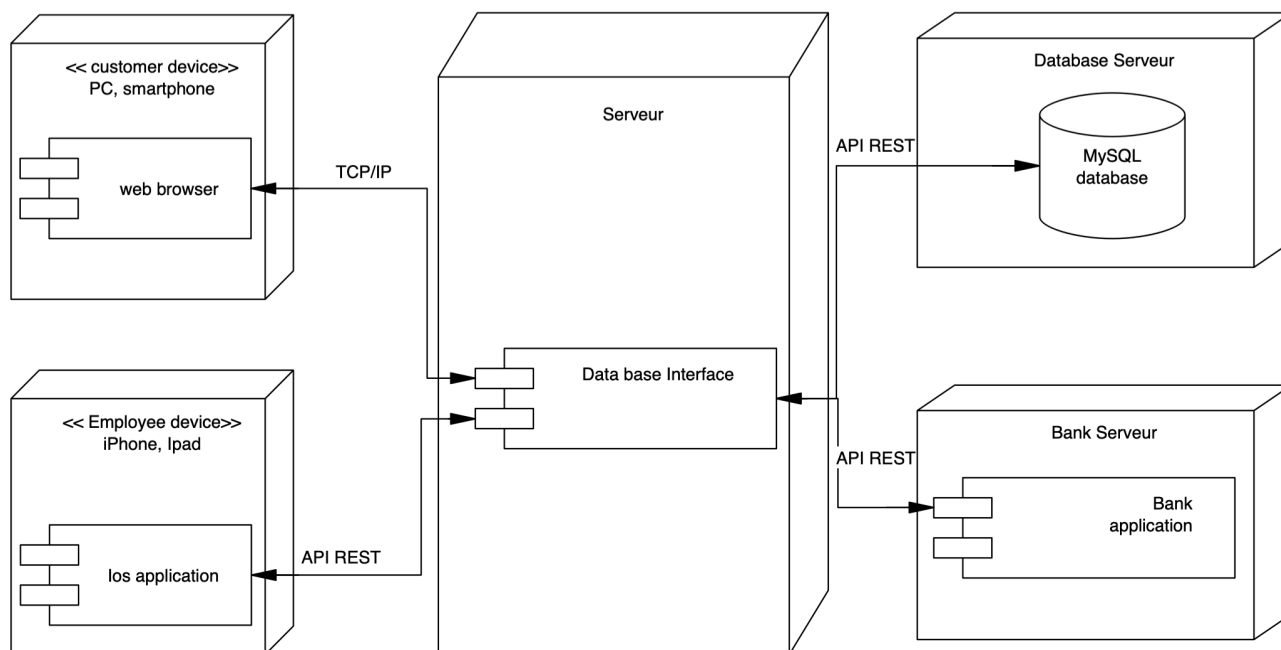 << customer device>>
PC, smartphone
web browser
TCP/IP
<< Employee device>>
iPhone, Ipad
Ios application
API REST
Serveur
Data base Interface
API REST
Database Serveur
MySQL
database
API REST
Bank Serveur
Bank
application